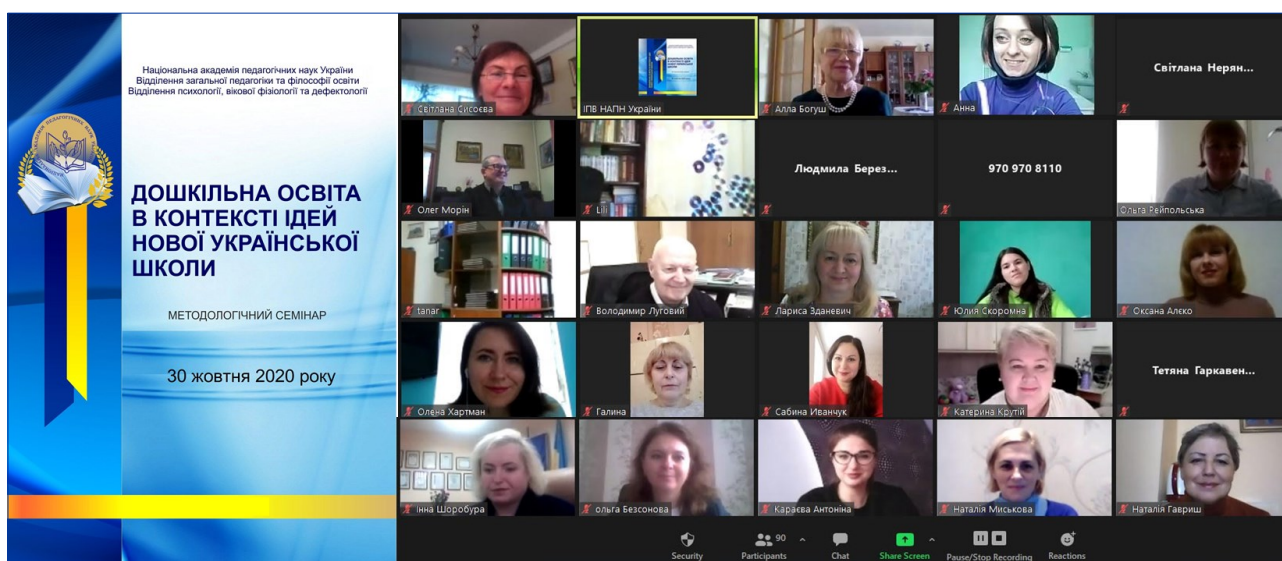 Національна академія педагогічних наук України
Відділення загальної педагогіки та філософії освіти
Відділення психології, вікової фізіології та дефектології
ДОШКІЛЬНА ОСВІТА
В КОНТЕКСТІ ІДЕЙ
НОВОЇ УКРАЇНСЬКОЇ
ШКОЛИ
МЕТОДОЛОГІЧНИЙ СЕМІНАР
30 жовтня 2020 року
Світлана Сисоєва
ІПВ НАПН України
Алла Богуш
Анна
Світлана Нерян...
Олег Морін
Lili
Людмила Берез...
970 970 8110
Ольга Рейпольська
tanar
Володимир Луговий
Лариса Зданевич
Юлия Скоромна
Оксана Алєко
Олена Хартман
Галина
Сабина Иванчук
Катерина Крутій
Тетяна Гаркавен...
Інна Шоробура
ольга Безсонова
Караєва Антоніна
Наталія Миськова
Наталія Гавриш
90
Security
Participants
Chat
Share Screen
Pause/Stop Recording
Reactions